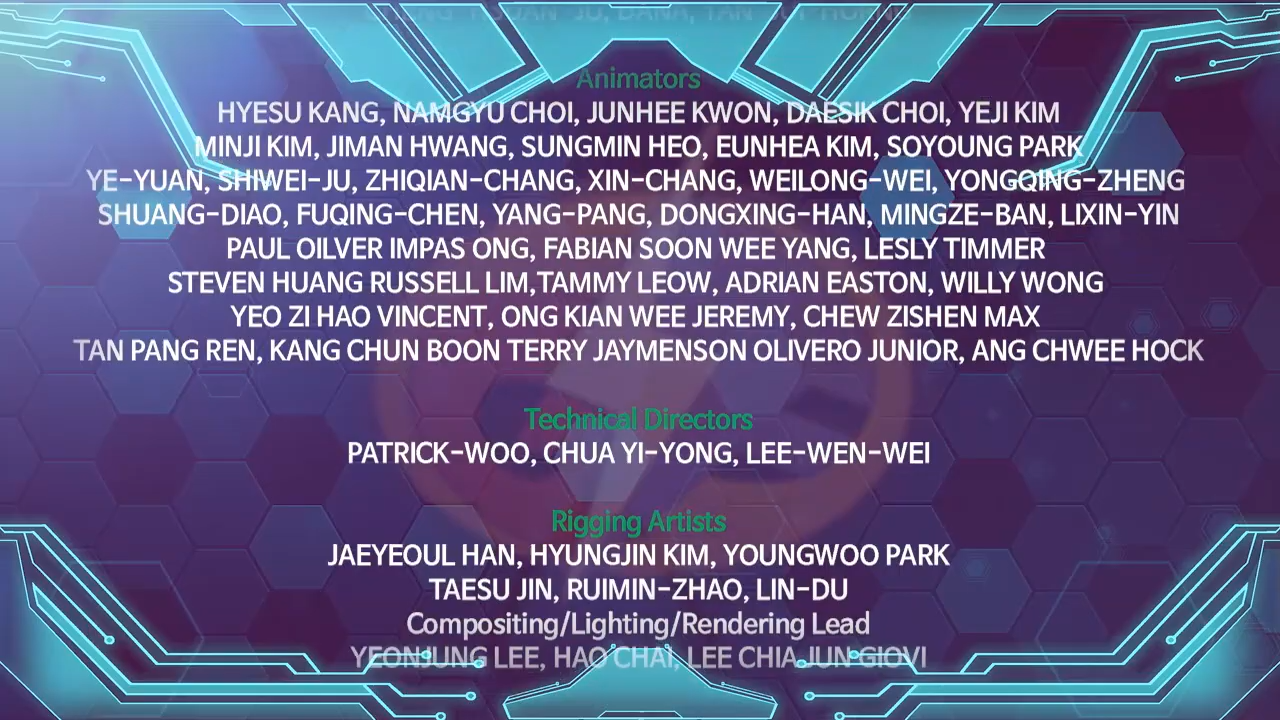 Animators
HYESU KANG, NAMGYU CHOI, JUNHEE KWON, DAESIK CHOI, YEJI KIM
MINJI KIM, JIMAN HWANG, SUNGMIN HEO, EUNHEA KIM, SOYOUNG PARK
YE-YUAN, SHIWEI-JU, ZHIQIAN-CHANG, XIN-CHANG, WEILONG-WEI, YONGQING-ZHENG
SHUANG-DIAO, FUQING-CHEN, YANG-PANG, DONGXING-HAN, MINGZE-BAN, LIXIN-YIN
PAUL OILVER IMPAS ONG, FABIAN SOON WEE YANG, LESLY TIMMER
STEVEN HUANG RUSSELL LIM,TAMMY LEOW, ADRIAN EASTON, WILLY WONG
YEO ZI HAO VINCENT, ONG KIAN WEE JEREMY, CHEW ZISHEN MAX
TAN PANG REN, KANG CHUN BOON TERRY JAYMENSON OLIVERO JUNIOR, ANG CHWEE HOCK
Technical Directors
PATRICK-WOO, CHUA YI-YONG, LEE-WEN-WEI
Rigging Artists
JAEYEOUL HAN, HYUNGJIN KIM, YOUNGWOO PARK
TAESU JIN, RUIMIN-ZHAO, LIN-DU
Compositing/Lighting/Rendering Lead
YEONJUNG LEE, HAO CHAI, LEE CHIA JUN GIOVI